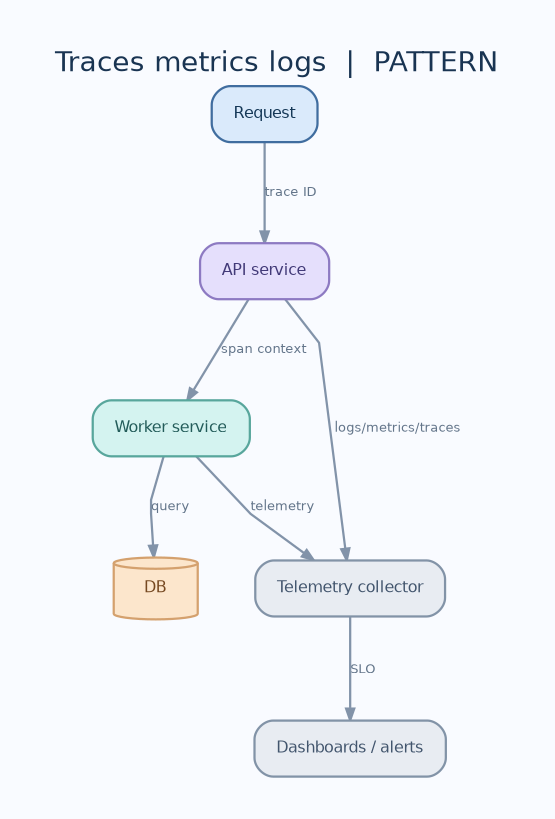 Traces metrics logs | PATTERN
Request
trace ID
API service
span context
Worker service
logs/metrics/traces
query
telemetry
DB
Telemetry collector
SLO
Dashboards / alerts